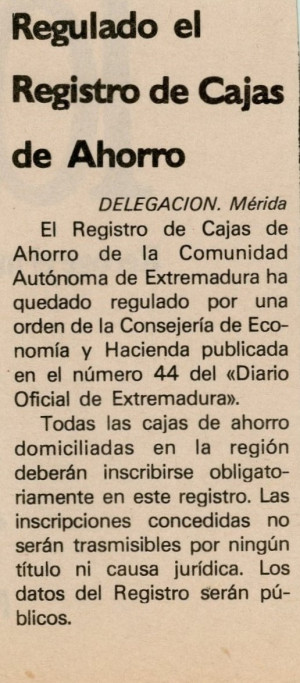 Regulado el
Registro de Cajas
de Ahorro
DELEGACION. Mérida
El Registro de Cajas de
Ahorro de la Comunidad
Autónoma de Extremadura ha
quedado regulado por una
orden de la Consejería de Eco-
nomía y Hacienda publicada
en el número 44 del «Diario
Oficial de Extremadura».
Todas las cajas de ahorro
domiciliadas en la región
deberán inscribirse obligato-
riamente en este registro. Las
inscripciones concedidas no
serán trasmisibles por ningún
título ni causa jurídica. Los
datos del Registro serán pú-
blicos.